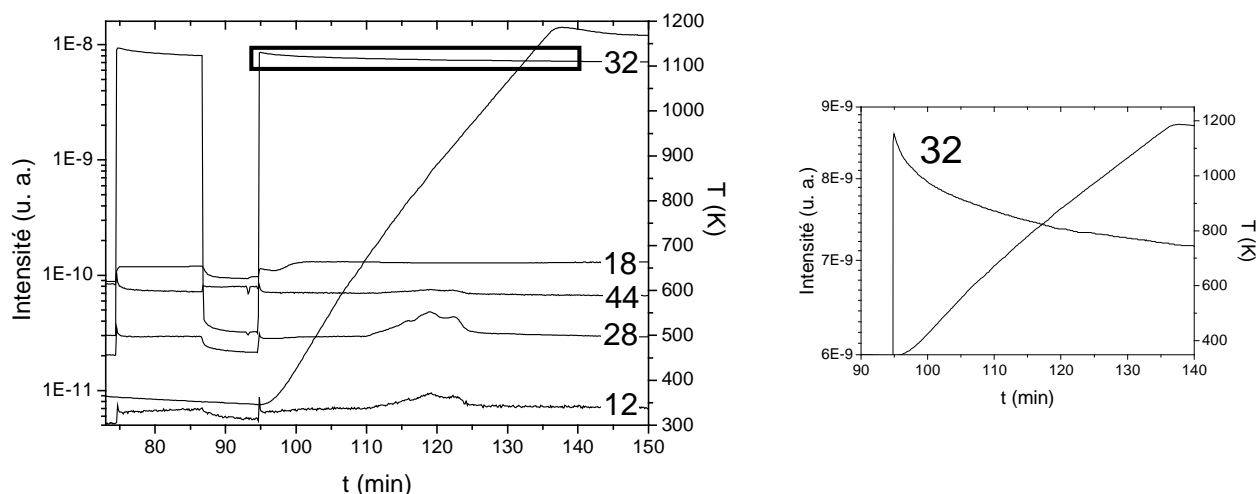 1E-8
1E-9
1E-10
1E-11
Intensité (u. a.)
80 90 100 110 120 130 140 150
t (min)
1200
1100
1000
900
800
700
600
500
400
300
T (K)
32
18
44
28
12
9E-9
8E-9
7E-9
6E-9
Intensité (u. a.)
90 100 110 120 130 140
t (min)
1200
1000
800
600
400
T (K)
32